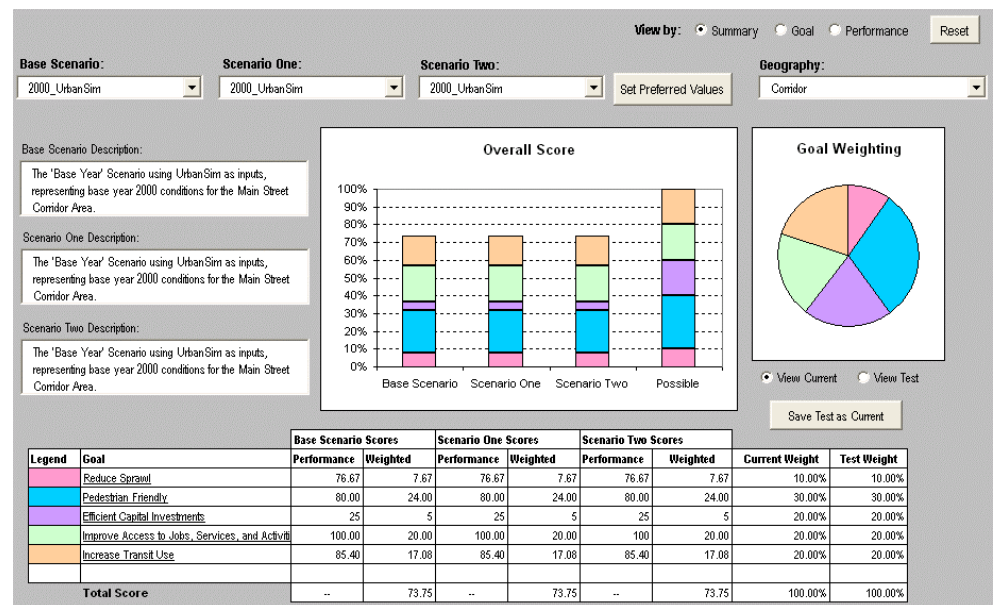 View by: Summary Goal Performance Reset
Base Scenario: Scenario One: Scenario Two: Geography:
2000_UrbanSim 2000_UrbanSim 2000_UrbanSim Set Preferred Values Corridor
Base Scenario Description:
The 'Base Year' Scenario using UrbanSim as inputs,
representing base year 2000 conditions for the Main Street
Corridor Area.
Scenario One Description:
The 'Base Year' Scenario using UrbanSim as inputs,
representing base year 2000 conditions for the Main Street
Corridor Area.
Scenario Two Description:
The 'Base Year' Scenario using UrbanSim as inputs,
representing base year 2000 conditions for the Main Street
Corridor Area.
Overall Score
100%
90%
80%
70%
60%
50%
40%
30%
20%
10%
0%
Base Scenario Scenario One Scenario Two Possible
Goal Weighting
View Current View Test
Save Test as Current
Base Scenario Scores Scenario One Scores Scenario Two Scores
Legend Goal Performance Weighted Performance Weighted Performance Weighted Current Weight Test Weight
Reduce Sprawl 76.67 7.67 76.67 7.67 76.67 7.67 10.00% 10.00%
Pedestrian Friendly 80.00 24.00 80.00 24.00 80.00 24.00 30.00% 30.00%
Efficient Capital Investments 25 5 25 5 25 5 20.00% 20.00%
Improve Access to Jobs, Services, and Activiti 100.00 20.00 100.00 20.00 100 20.00 20.00% 20.00%
Increase Transit Use 85.40 17.08 85.40 17.08 85.40 17.08 20.00% 20.00%
Total Score -- 73.75 -- 73.75 -- 73.75 100.00% 100.00%